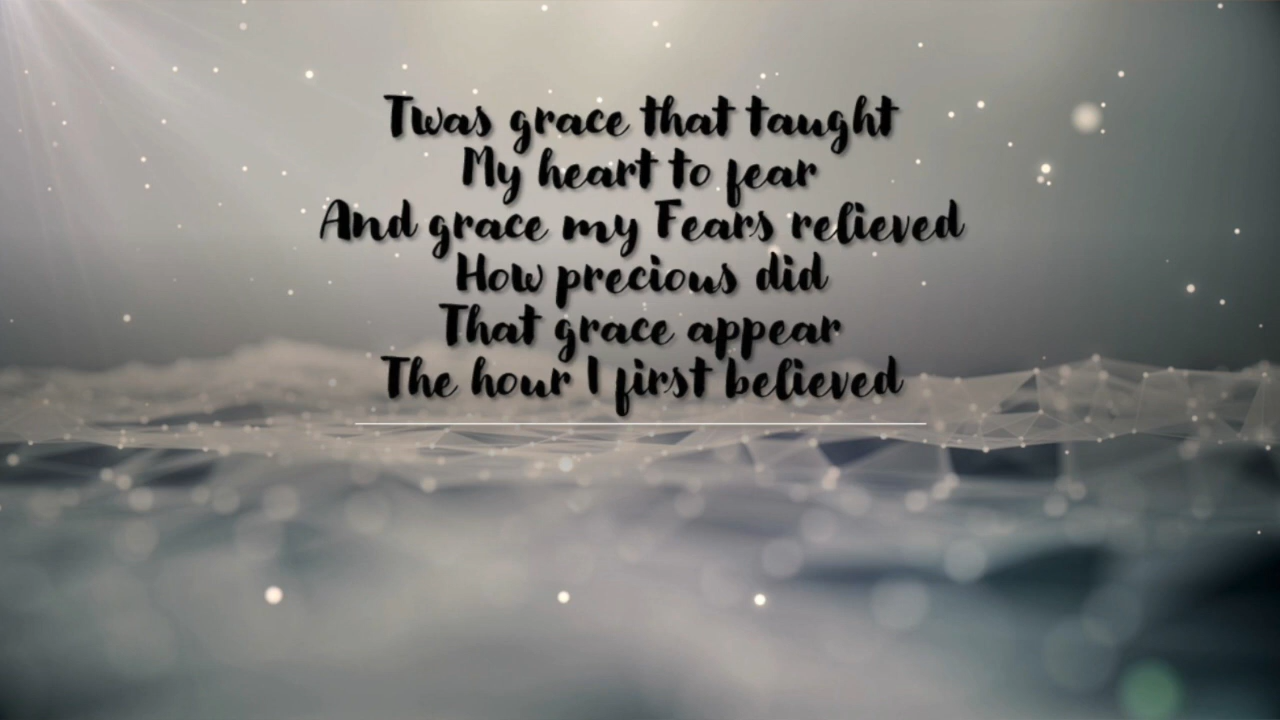 Twas grace that taught
My heart to fear
And grace my Fears relieved
How precious did
That grace appear
The hour I first believed